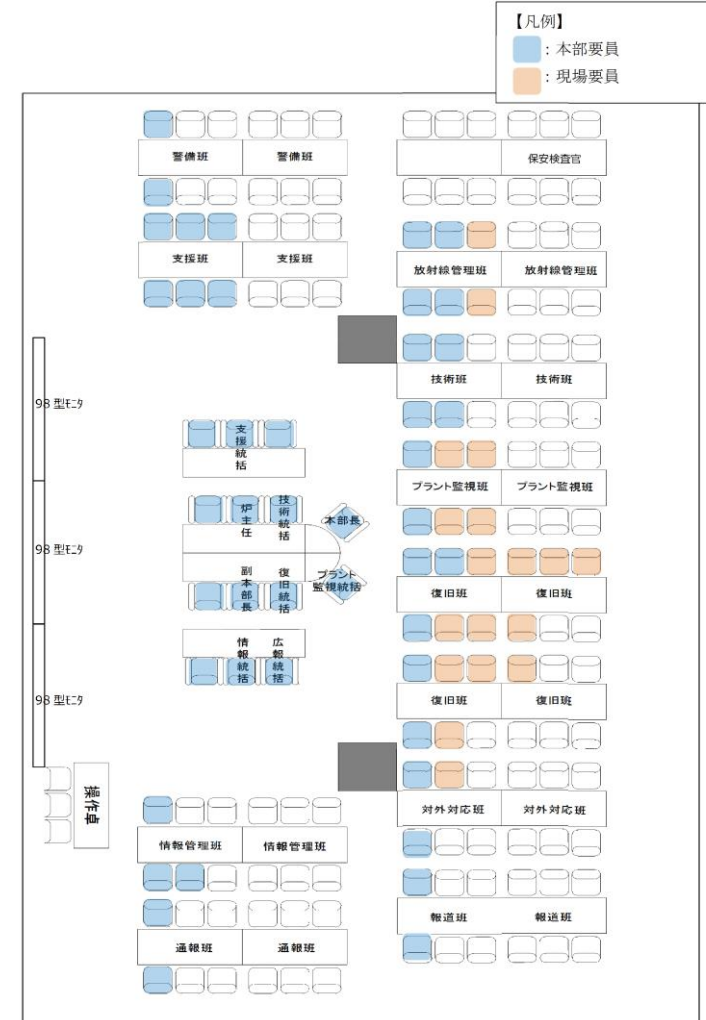 【凡例】
：本部要員
：現場要員
警備班 警備班
保安検査官
支援班 支援班
放射線管理班 放射線管理班
技術班 技術班
98 型ﾓﾆﾀ
支援統括
プラント監視班 プラント監視班
炉主任
技術統括
本部長
98 型ﾓﾆﾀ
副本部長
復旧統括
プラント
監視統括
復旧班 復旧班
情報統括
広報統括
98 型ﾓﾆﾀ
復旧班 復旧班
操作卓
対外対応班 対外対応班
情報管理班 情報管理班
報道班 報道班
通報班 通報班